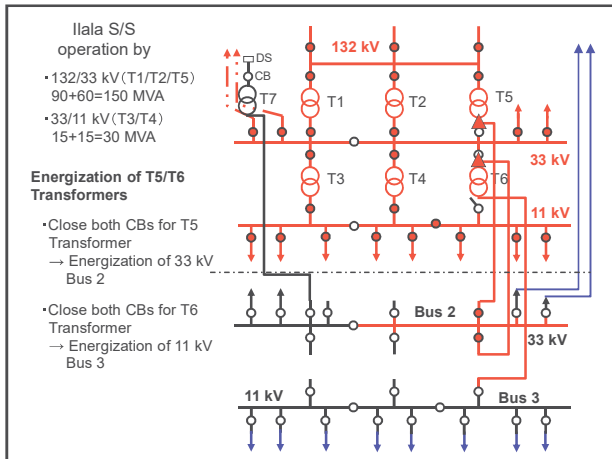 Ilala S/S
operation by
・132/33 kV(T1/T2/T5)
90+60=150 MVA
・33/11 kV(T3/T4)
15+15=30 MVA
Energization of T5/T6
Transformers
・Close both CBs for T5
Transformer
→ Energization of 33 kV
Bus 2
・Close both CBs for T6
Transformer
→ Energization of 11 kV
Bus 3
DS
CB
T7
132 kV
T1
T2
T5
33 kV
T3
T4
T6
11 kV
Bus 2
33 kV
11 kV
Bus 3